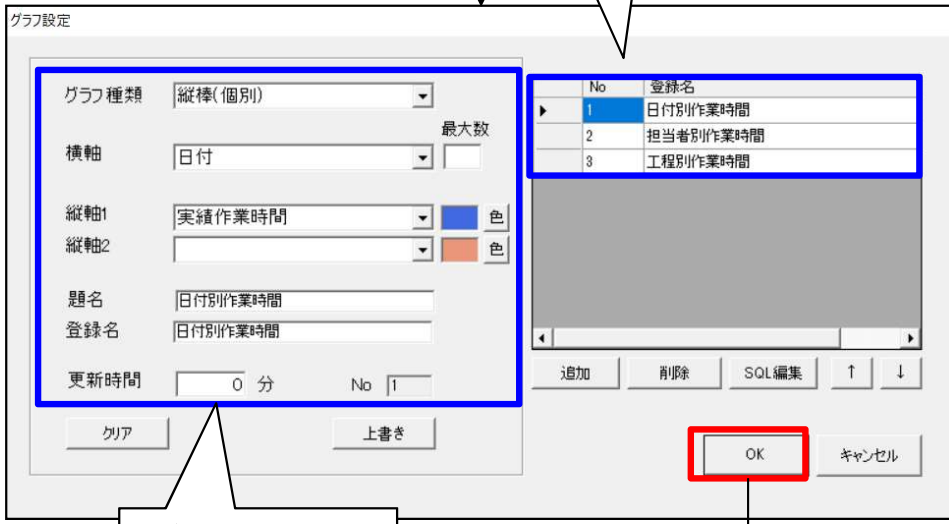 グラフ設定
グラフ種類 縦棒(個別)
最大数
横軸 日付
縦軸1 実績作業時間 色
縦軸2 色
題名 日付別作業時間
登録名 日付別作業時間
更新時間 0 分 No 1
クリア 上書き
No 登録名
1 日付別作業時間
2 担当者別作業時間
3 工程別作業時間
追加 削除 SQL編集 ↑ ↓
OK キャンセル